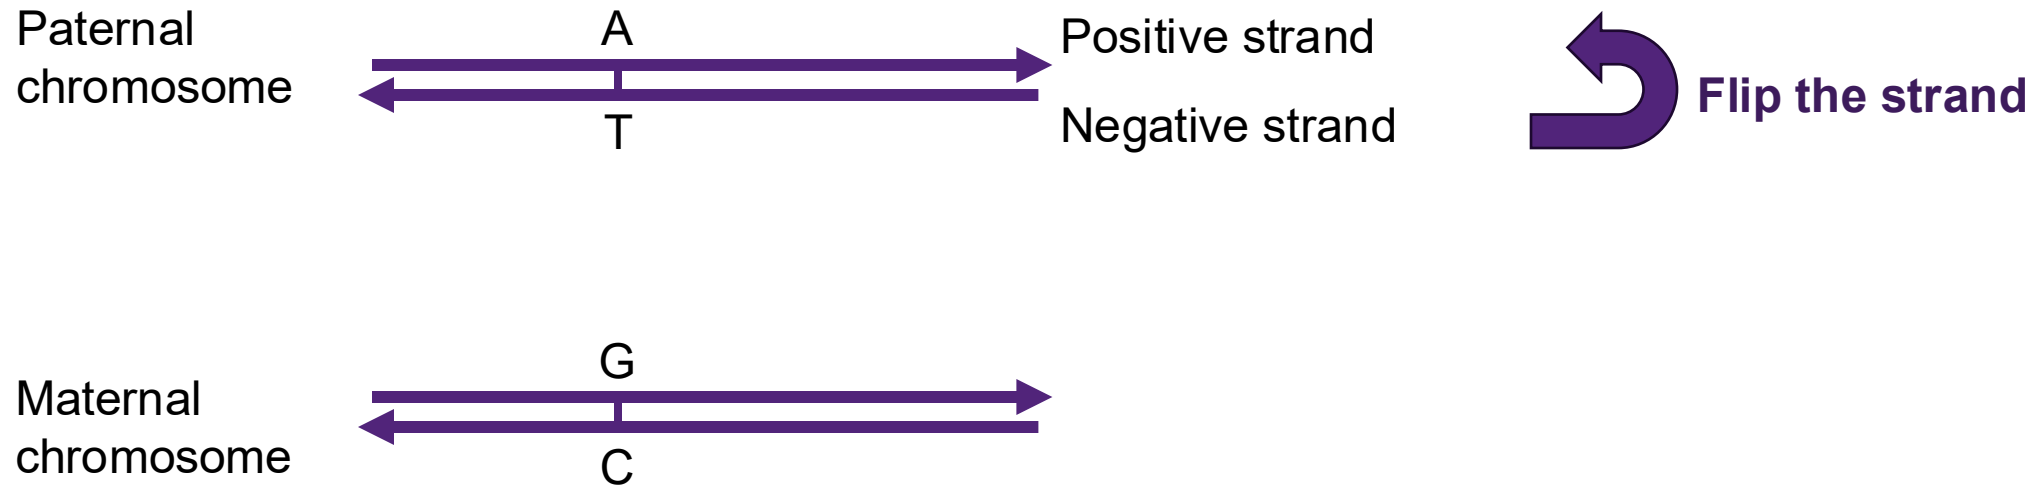 Paternal
chromosome
A
T
Positive strand
Negative strand
Flip the strand
Maternal
chromosome
G
C